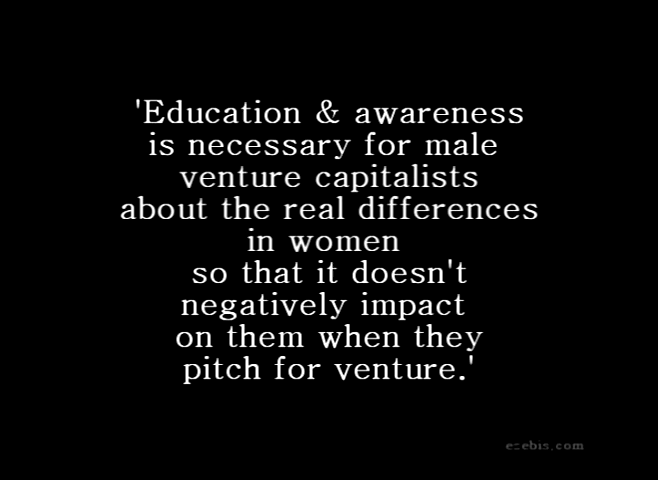 'Education & awareness
is necessary for male
venture capitalists
about the real differences
in women
so that it doesn't
negatively impact
on them when they
pitch for venture.'
ezebis.com